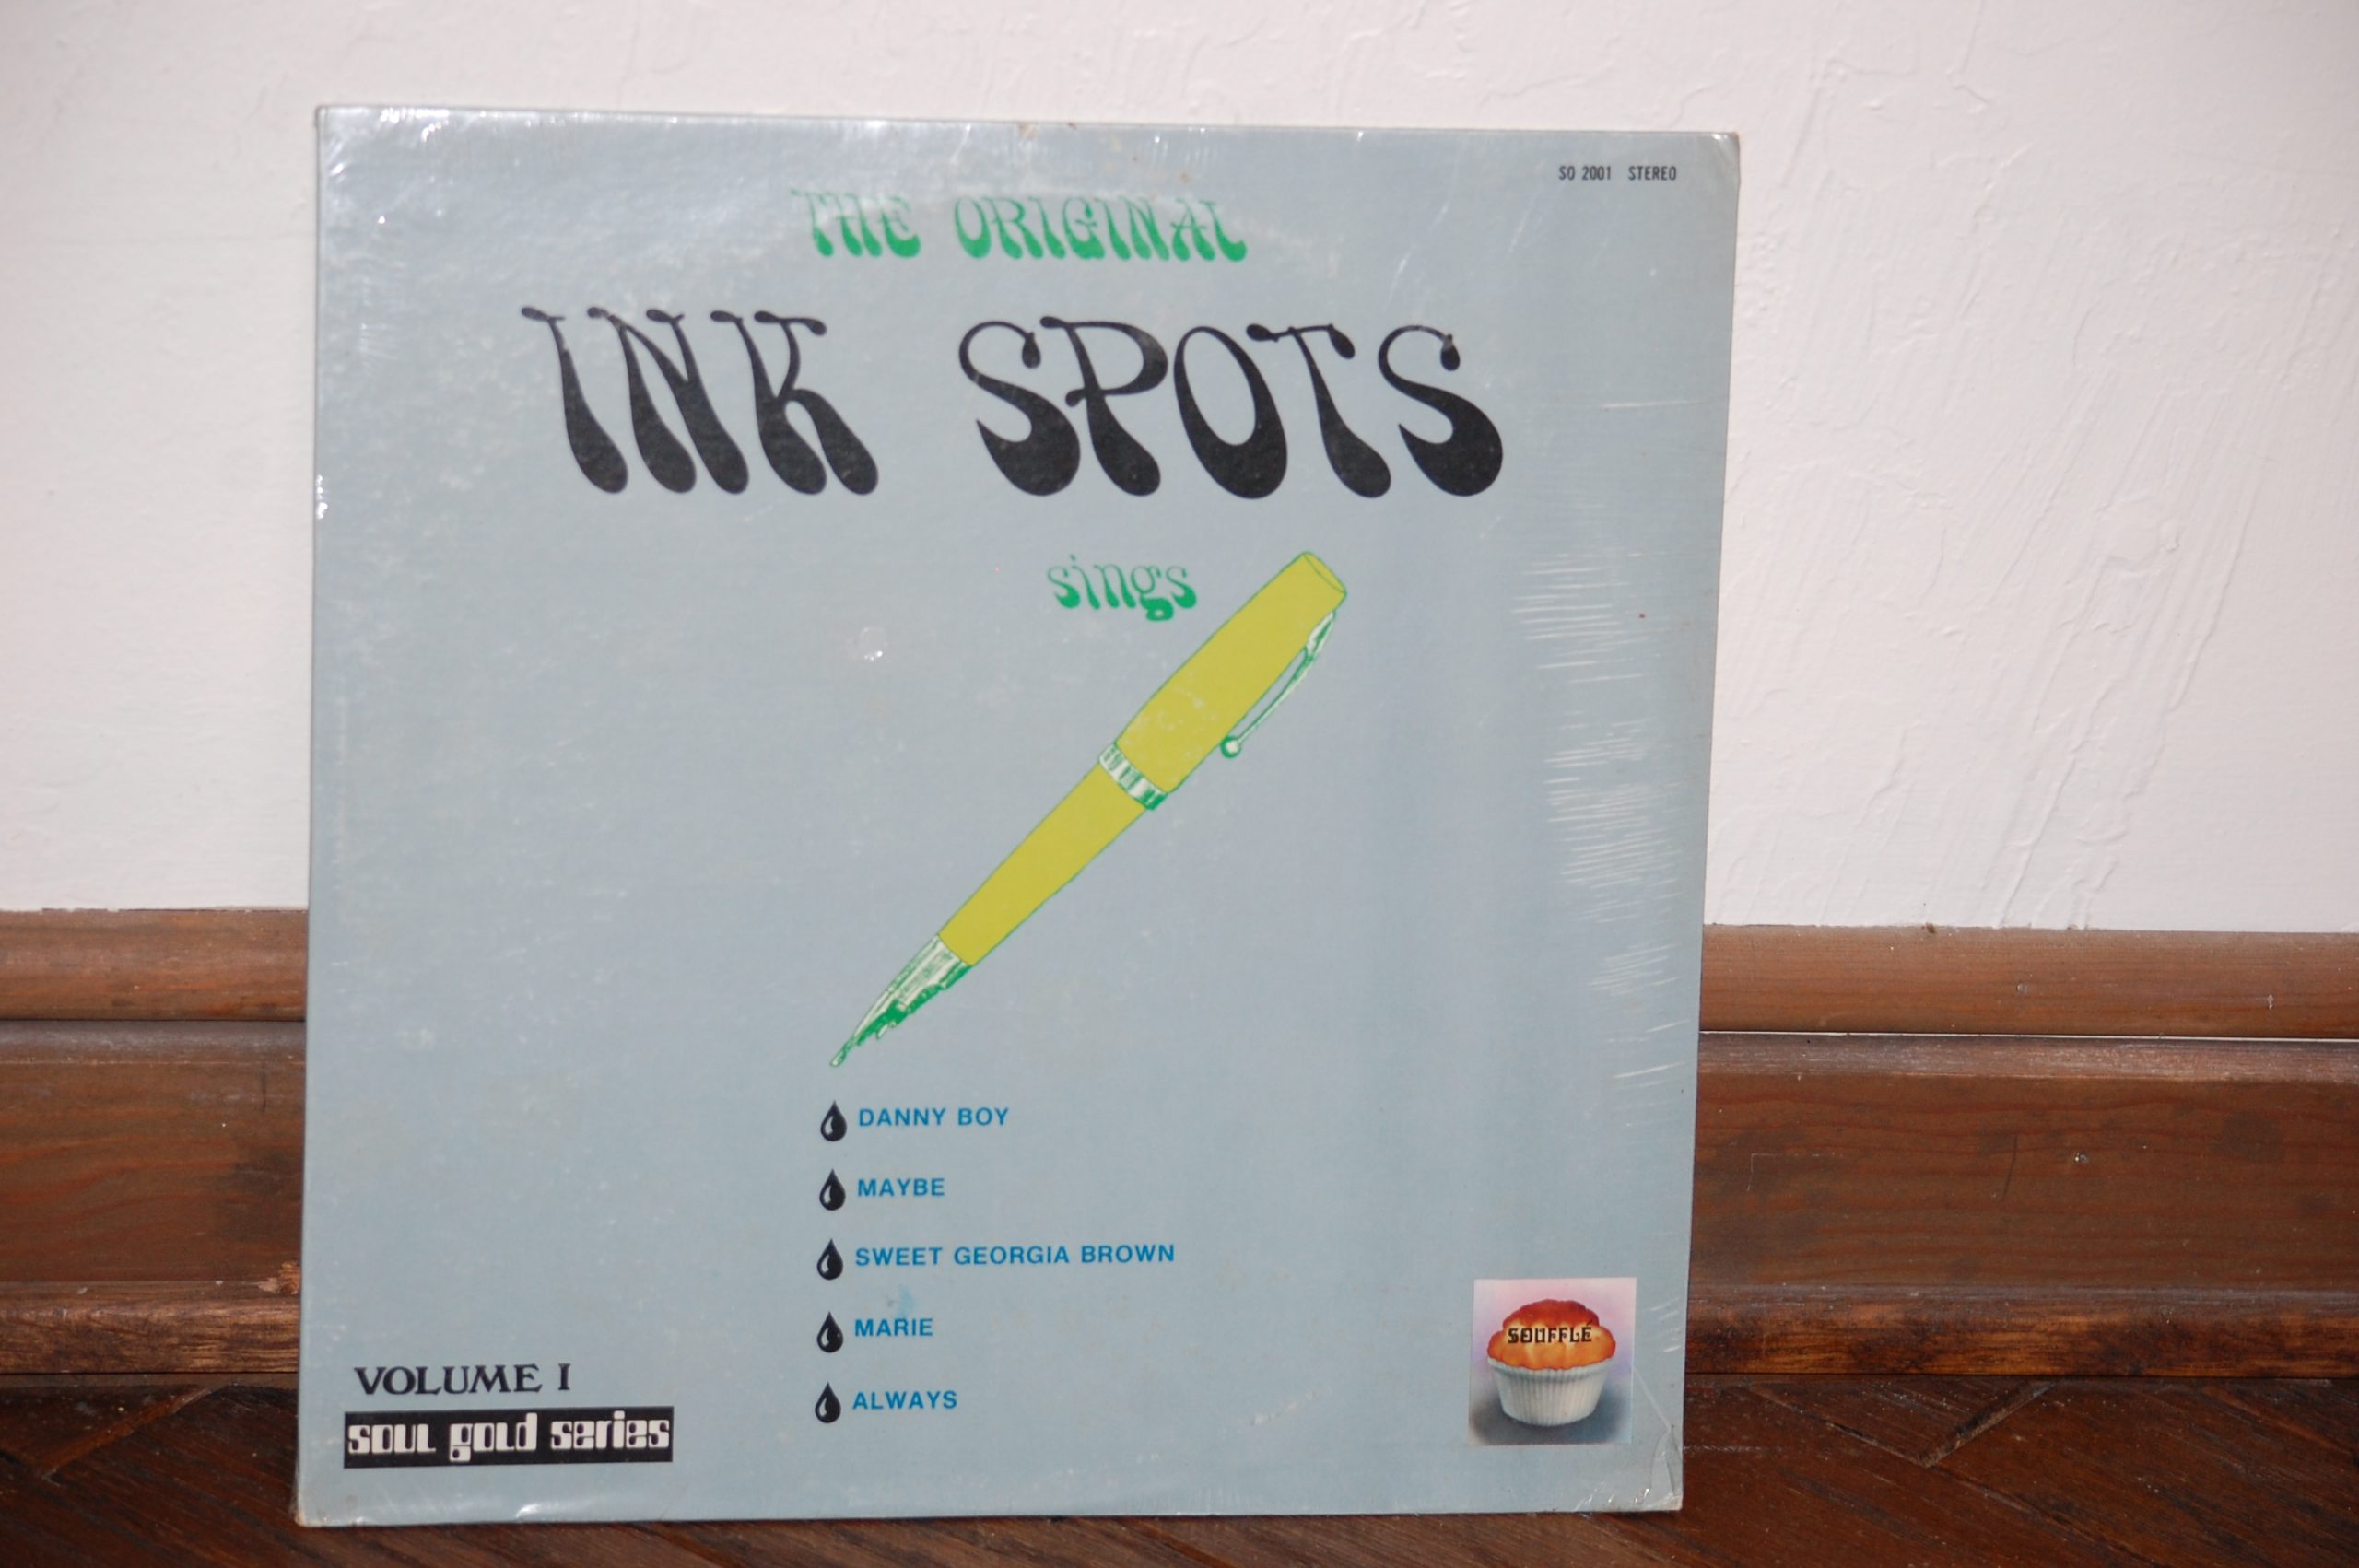 SO 2001 STEREO
THE ORIGINAL
INK SPOTS
sings
DANNY BOY
MAYBE
SWEET GEORGIA BROWN
MARIE
ALWAYS
VOLUME I
soul gold series
SOUFFLÉ